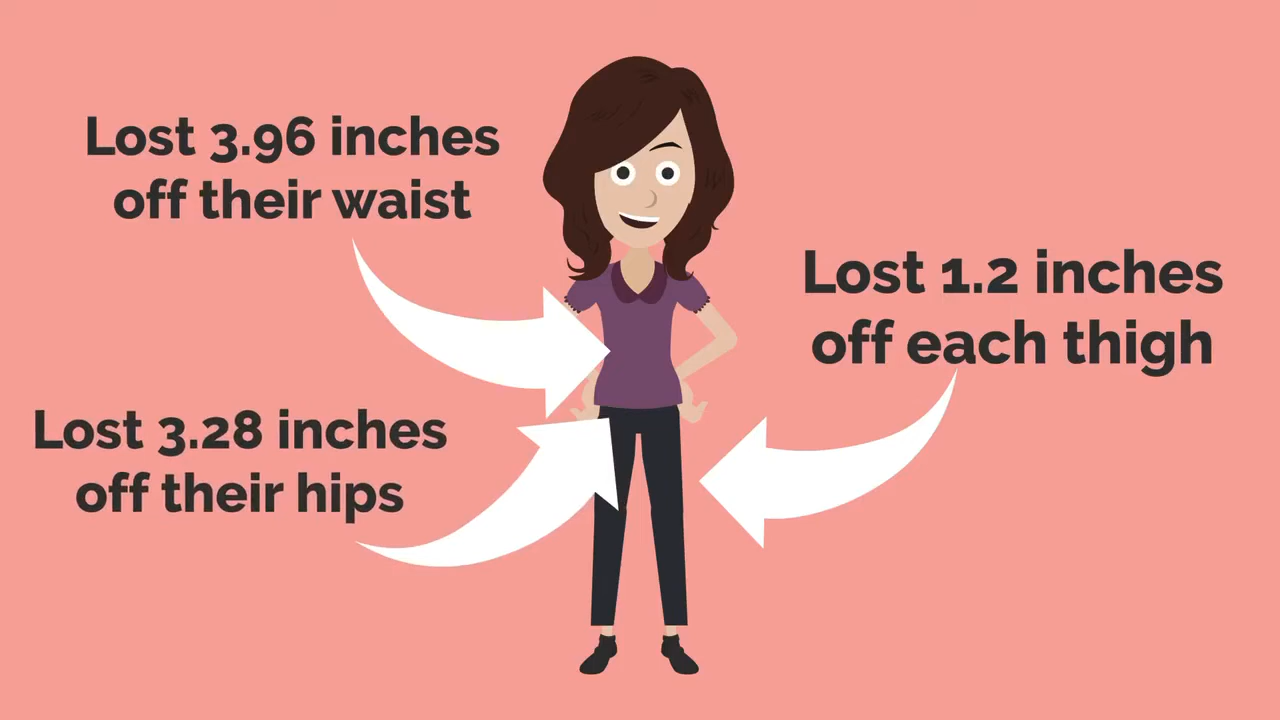 Lost 3.96 inches
off their waist
Lost 1.2 inches
off each thigh
Lost 3.28 inches
off their hips